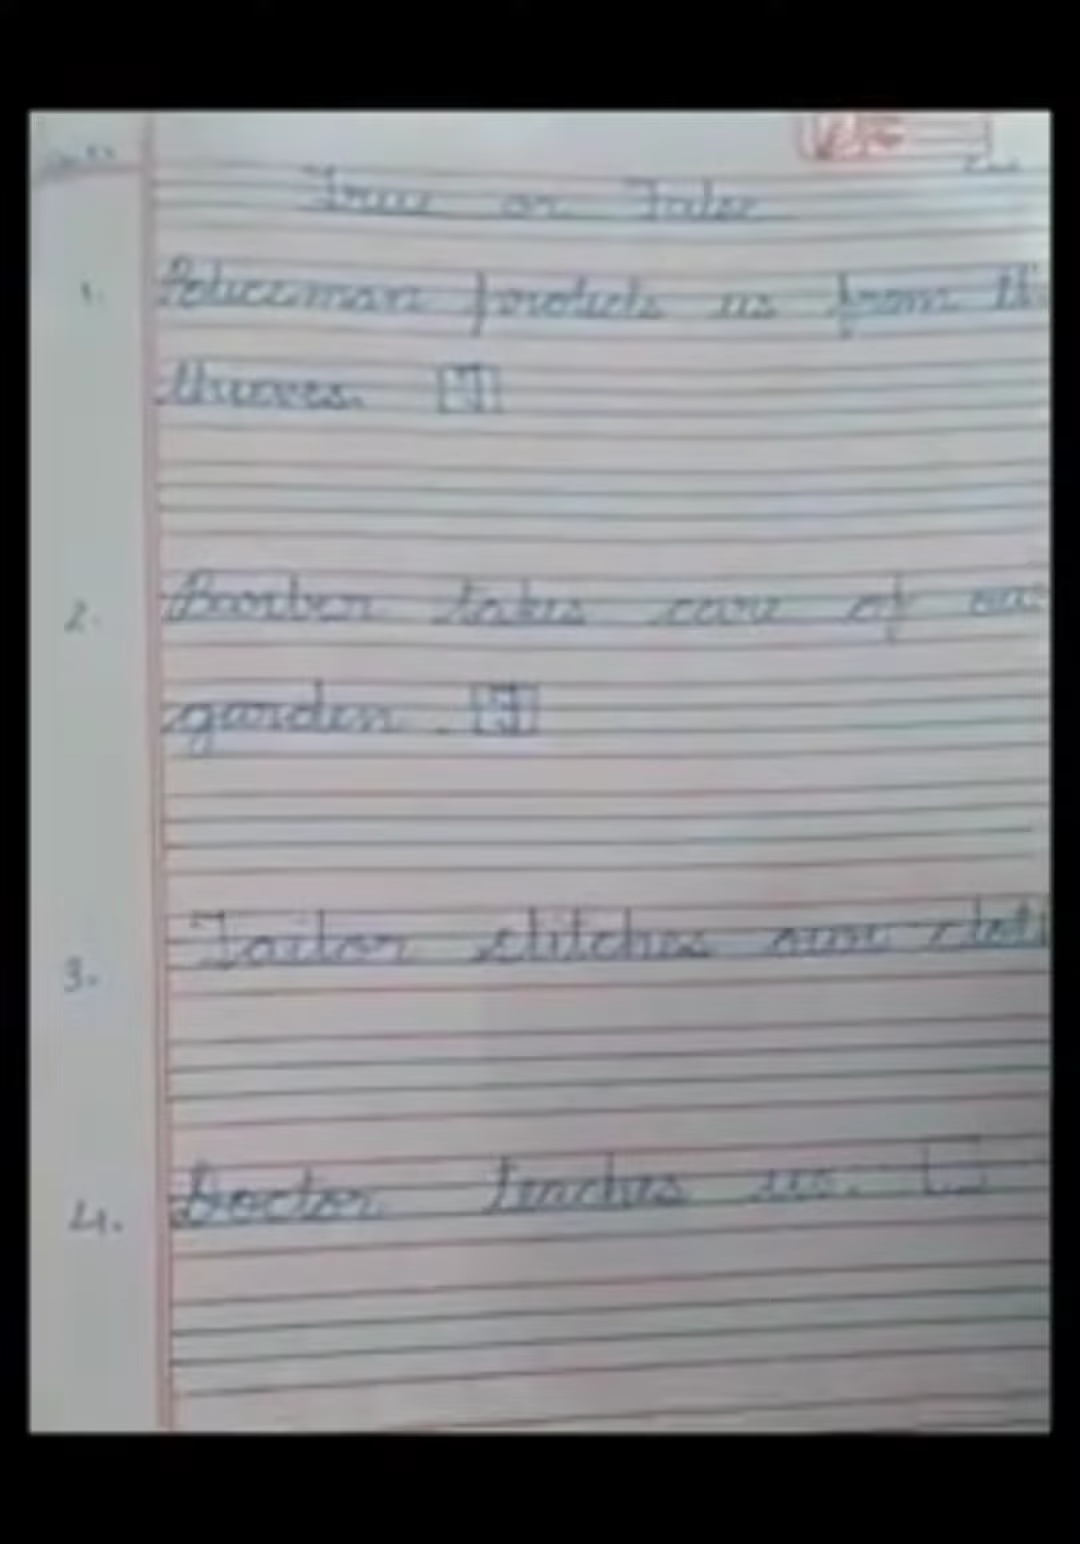 True or False
1. Policeman protects us from
thieves. [T]
2. Barber takes care of
garden. [F]
3. Tailor stitches our
4. Doctor teaches us.